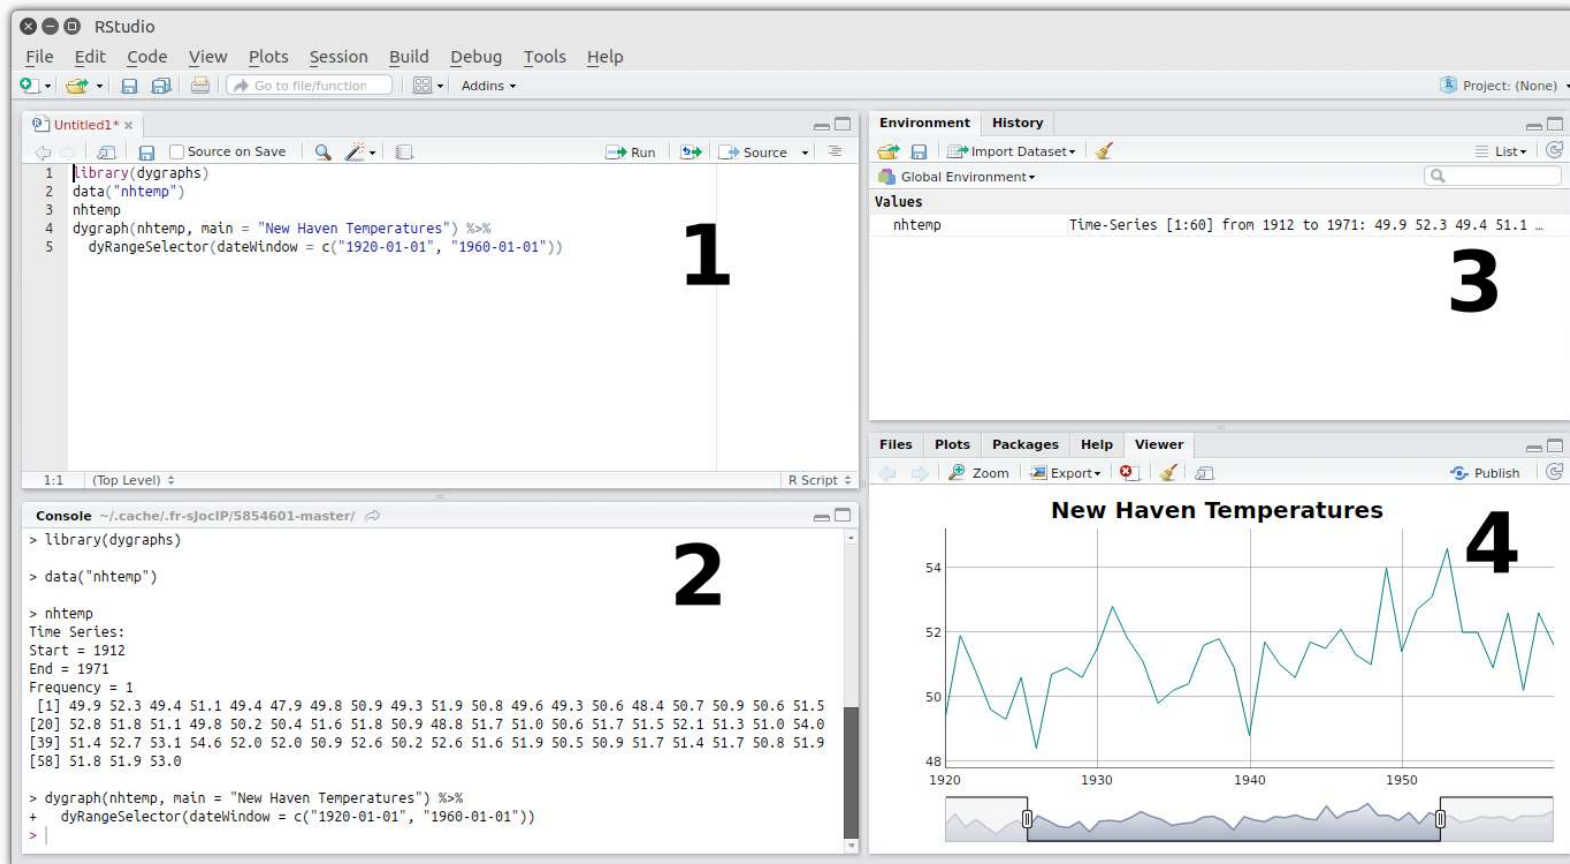 RStudio
File Edit Code View Plots Session Build Debug Tools Help
Go to file/function Addins Project: (None)
Untitled1*
Source on Save Run Source
1 library(dygraphs)
2 data("nhtemp")
3 nhtemp
4 dygraph(nhtemp, main = "New Haven Temperatures") %>%
5 dyRangeSelector(dateWindow = c("1920-01-01", "1960-01-01"))
1
1:1 (Top Level) R Script
Console ~/.cache/.fr-sJocIP/5854601-master/
> library(dygraphs)
> data("nhtemp")
> nhtemp
Time Series:
Start = 1912
End = 1971
Frequency = 1
[1] 49.9 52.3 49.4 51.1 49.4 47.9 49.8 50.9 49.3 51.9 50.8 49.6 49.3 50.6 48.4 50.7 50.9 50.6 51.5
[20] 52.8 51.8 51.1 49.8 50.2 50.4 51.6 51.8 50.9 48.8 51.7 51.0 50.6 51.7 51.5 52.1 51.3 51.0 54.0
[39] 51.4 52.7 53.1 54.6 52.0 52.0 50.9 52.6 50.2 52.6 51.6 51.9 50.5 50.9 51.7 51.4 51.7 50.8 51.9
[58] 51.8 51.9 53.0
> dygraph(nhtemp, main = "New Haven Temperatures") %>%
+ dyRangeSelector(dateWindow = c("1920-01-01", "1960-01-01"))
>
2
Environment History
Import Dataset List
Global Environment
Values
nhtemp Time-Series [1:60] from 1912 to 1971: 49.9 52.3 49.4 51.1 …
3
Files Plots Packages Help Viewer
Zoom Export Publish
New Haven Temperatures
4
54
52
50
48
1920 1930 1940 1950